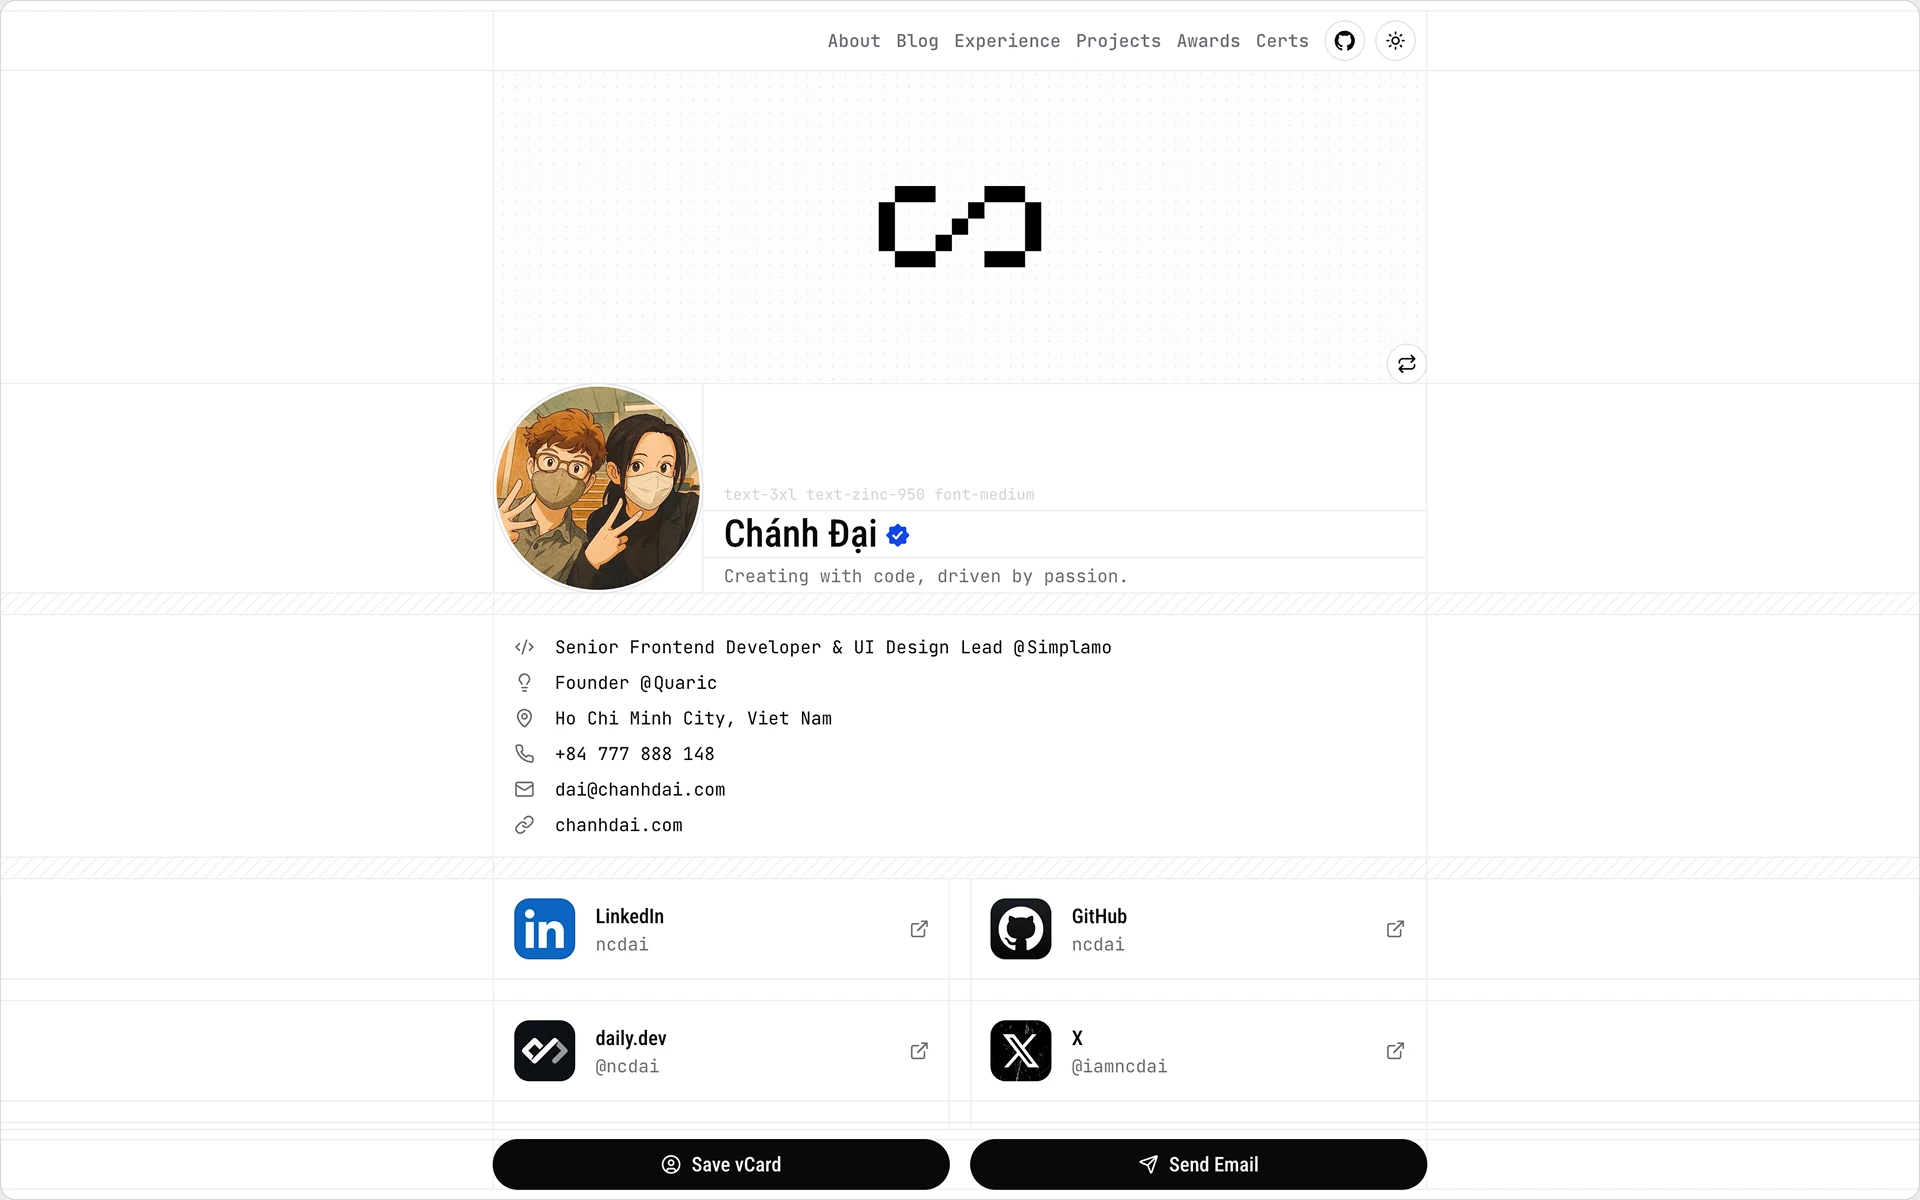 About Blog Experience Projects Awards Certs
text-3xl text-zinc-950 font-medium
Chánh Đại
Creating with code, driven by passion.
Senior Frontend Developer & UI Design Lead @Simplamo
Founder @Quaric
Ho Chi Minh City, Viet Nam
+84 777 888 148
dai@chanhdai.com
chanhdai.com
in
LinkedIn
ncdai
GitHub
ncdai
daily.dev
@ncdai
X
@iamncdai
Save vCard
Send Email